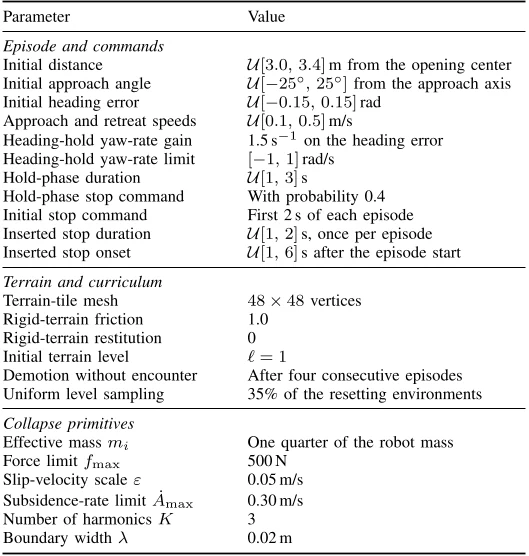 Parameter Value
Episode and commands
Initial distance 𝒰[3.0, 3.4] m from the opening center
Initial approach angle 𝒰[−25°, 25°] from the approach axis
Initial heading error 𝒰[−0.15, 0.15] rad
Approach and retreat speeds 𝒰[0.1, 0.5] m/s
Heading-hold yaw-rate gain 1.5 s⁻¹ on the heading error
Heading-hold yaw-rate limit [−1, 1] rad/s
Hold-phase duration 𝒰[1, 3] s
Hold-phase stop command With probability 0.4
Initial stop command First 2 s of each episode
Inserted stop duration 𝒰[1, 2] s, once per episode
Inserted stop onset 𝒰[1, 6] s after the episode start
Terrain and curriculum
Terrain-tile mesh 48 × 48 vertices
Rigid-terrain friction 1.0
Rigid-terrain restitution 0
Initial terrain level ℓ = 1
Demotion without encounter After four consecutive episodes
Uniform level sampling 35% of the resetting environments
Collapse primitives
Effective mass mᵢ One quarter of the robot mass
Force limit f_max 500 N
Slip-velocity scale ε 0.05 m/s
Subsidence-rate limit Ȧ_max 0.30 m/s
Number of harmonics K 3
Boundary width λ 0.02 m